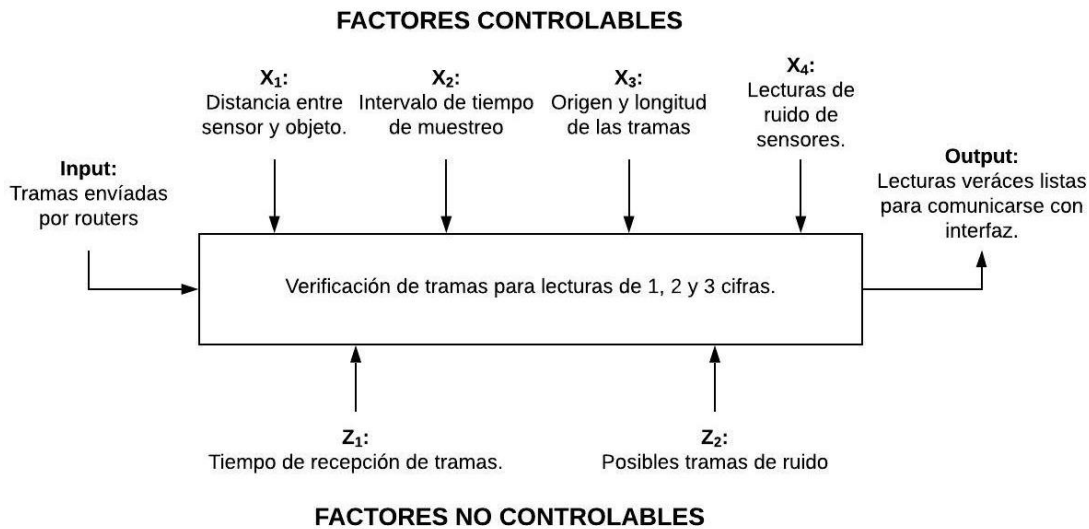 FACTORES CONTROLABLES
X₁:
Distancia entre
sensor y objeto.
X₂:
Intervalo de tiempo
de muestreo
X₃:
Origen y longitud
de las tramas
X₄:
Lecturas de
ruido de
sensores.
Input:
Tramas envíadas
por routers
Output:
Lecturas veráces listas
para comunicarse con
interfaz.
Verificación de tramas para lecturas de 1, 2 y 3 cifras.
Z₁:
Tiempo de recepción de tramas.
Z₂:
Posibles tramas de ruido
FACTORES NO CONTROLABLES